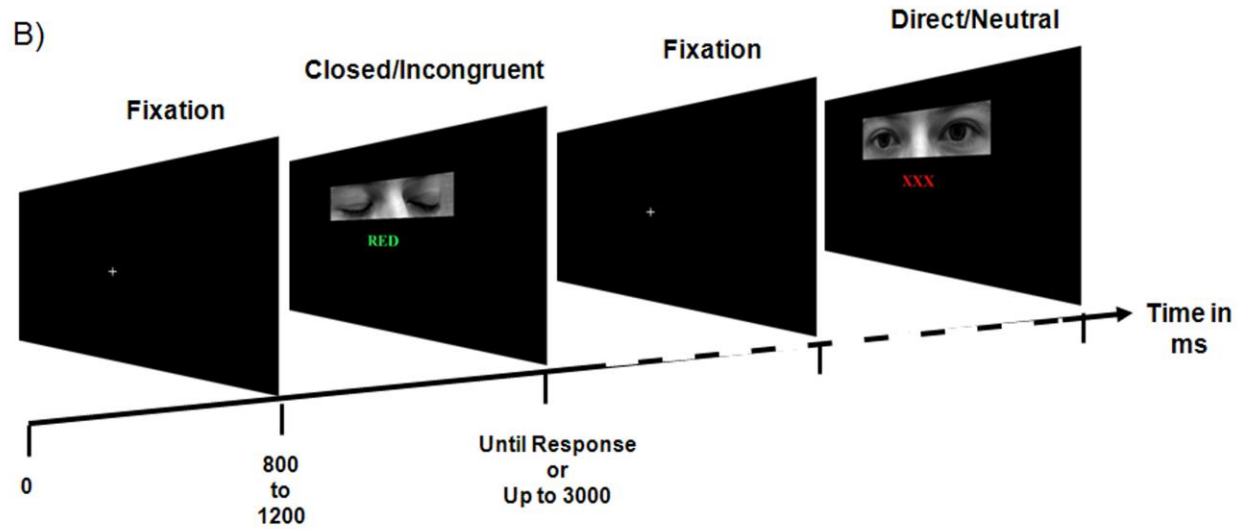 B)
Fixation
Closed/Incongruent
Fixation
Direct/Neutral
+
RED
+
XXX
Time in
ms
0
800
to
1200
Until Response
or
Up to 3000